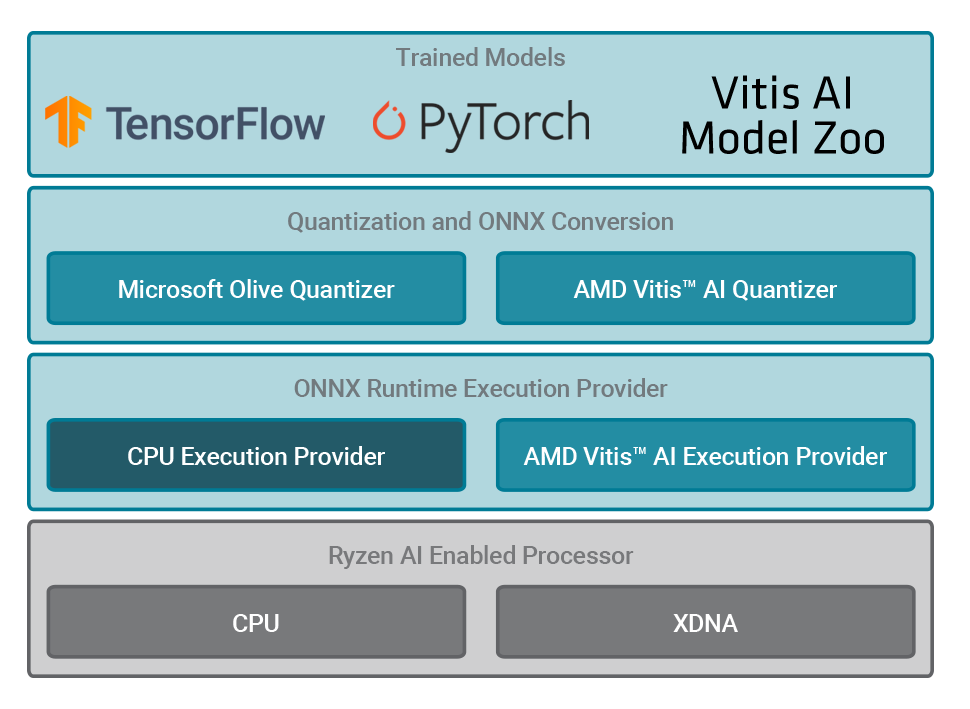 Trained Models
TensorFlow
PyTorch
Vitis AI
Model Zoo
Quantization and ONNX Conversion
Microsoft Olive Quantizer
AMD Vitis™ AI Quantizer
ONNX Runtime Execution Provider
CPU Execution Provider
AMD Vitis™ AI Execution Provider
Ryzen AI Enabled Processor
CPU
XDNA